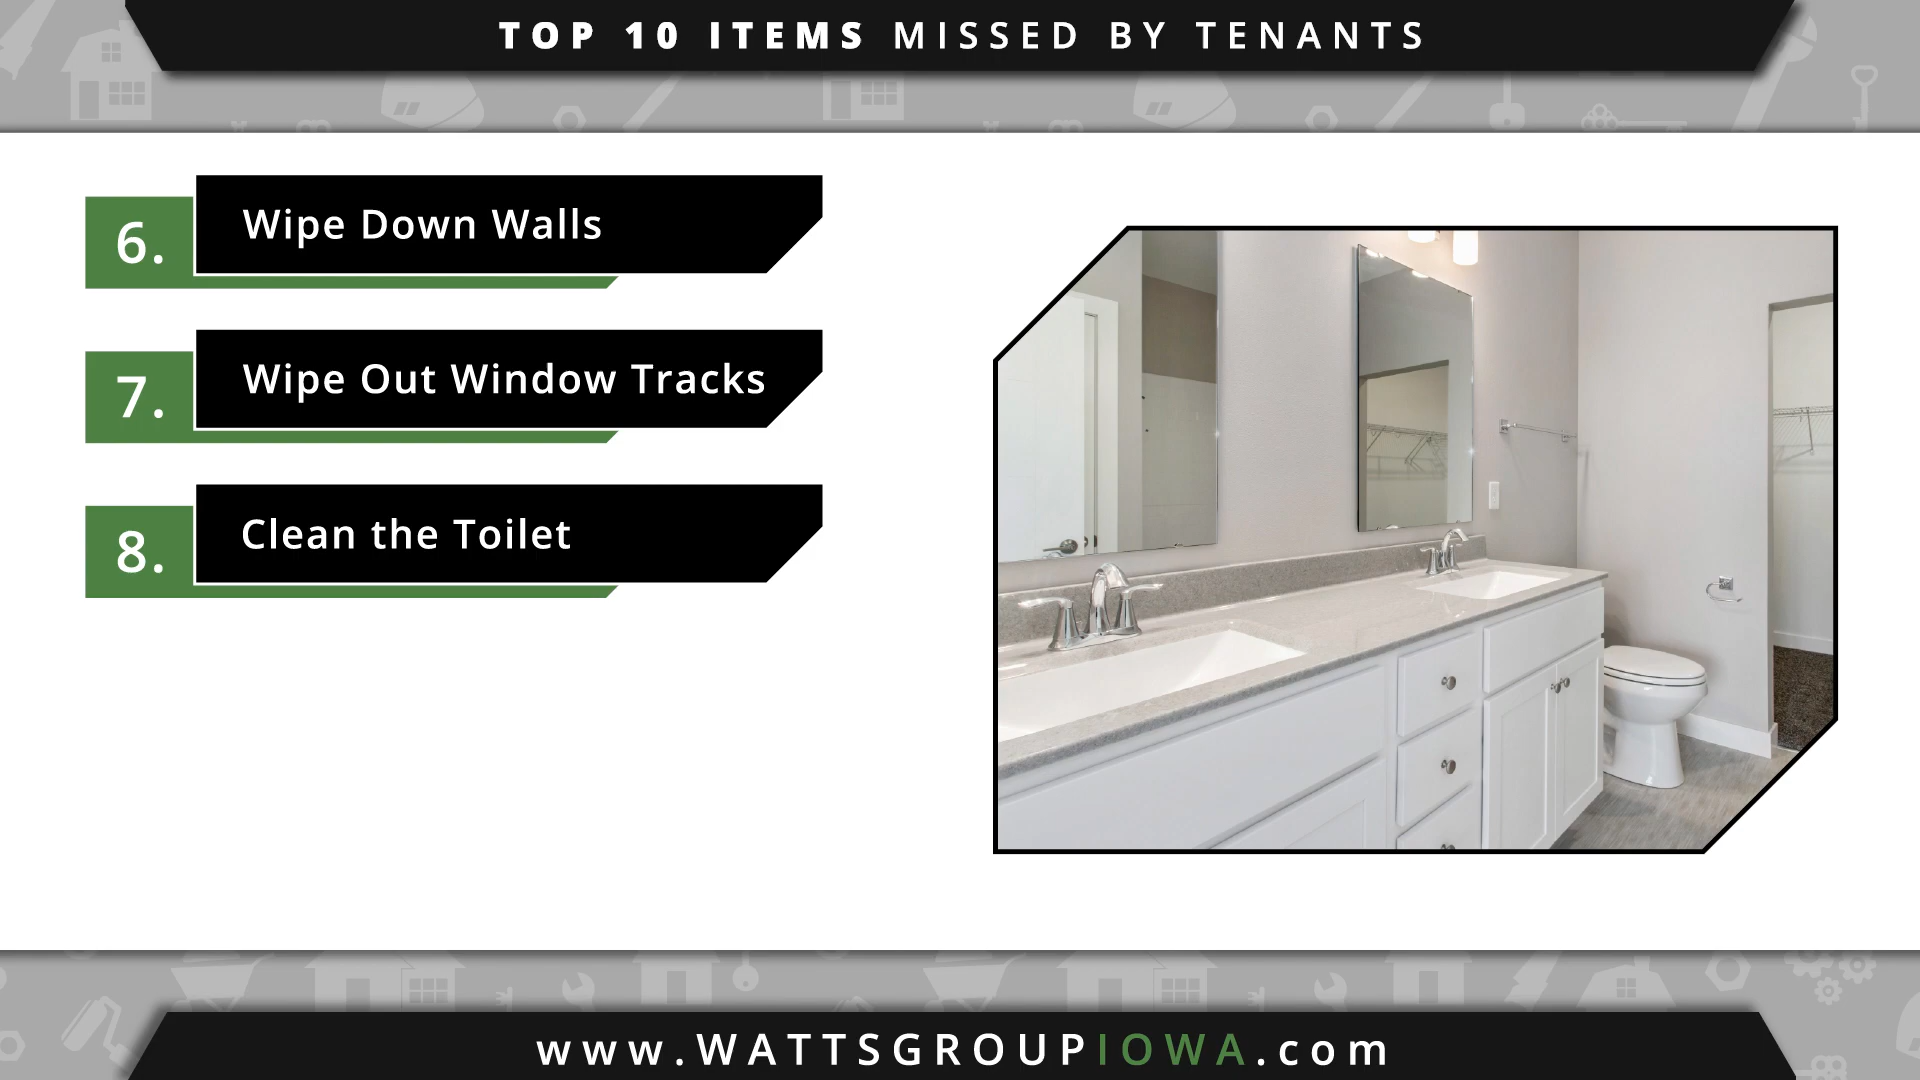 TOP 10 ITEMS MISSED BY TENANTS
6. Wipe Down Walls
7. Wipe Out Window Tracks
8. Clean the Toilet
www.WATTSGROUPIOWA.com